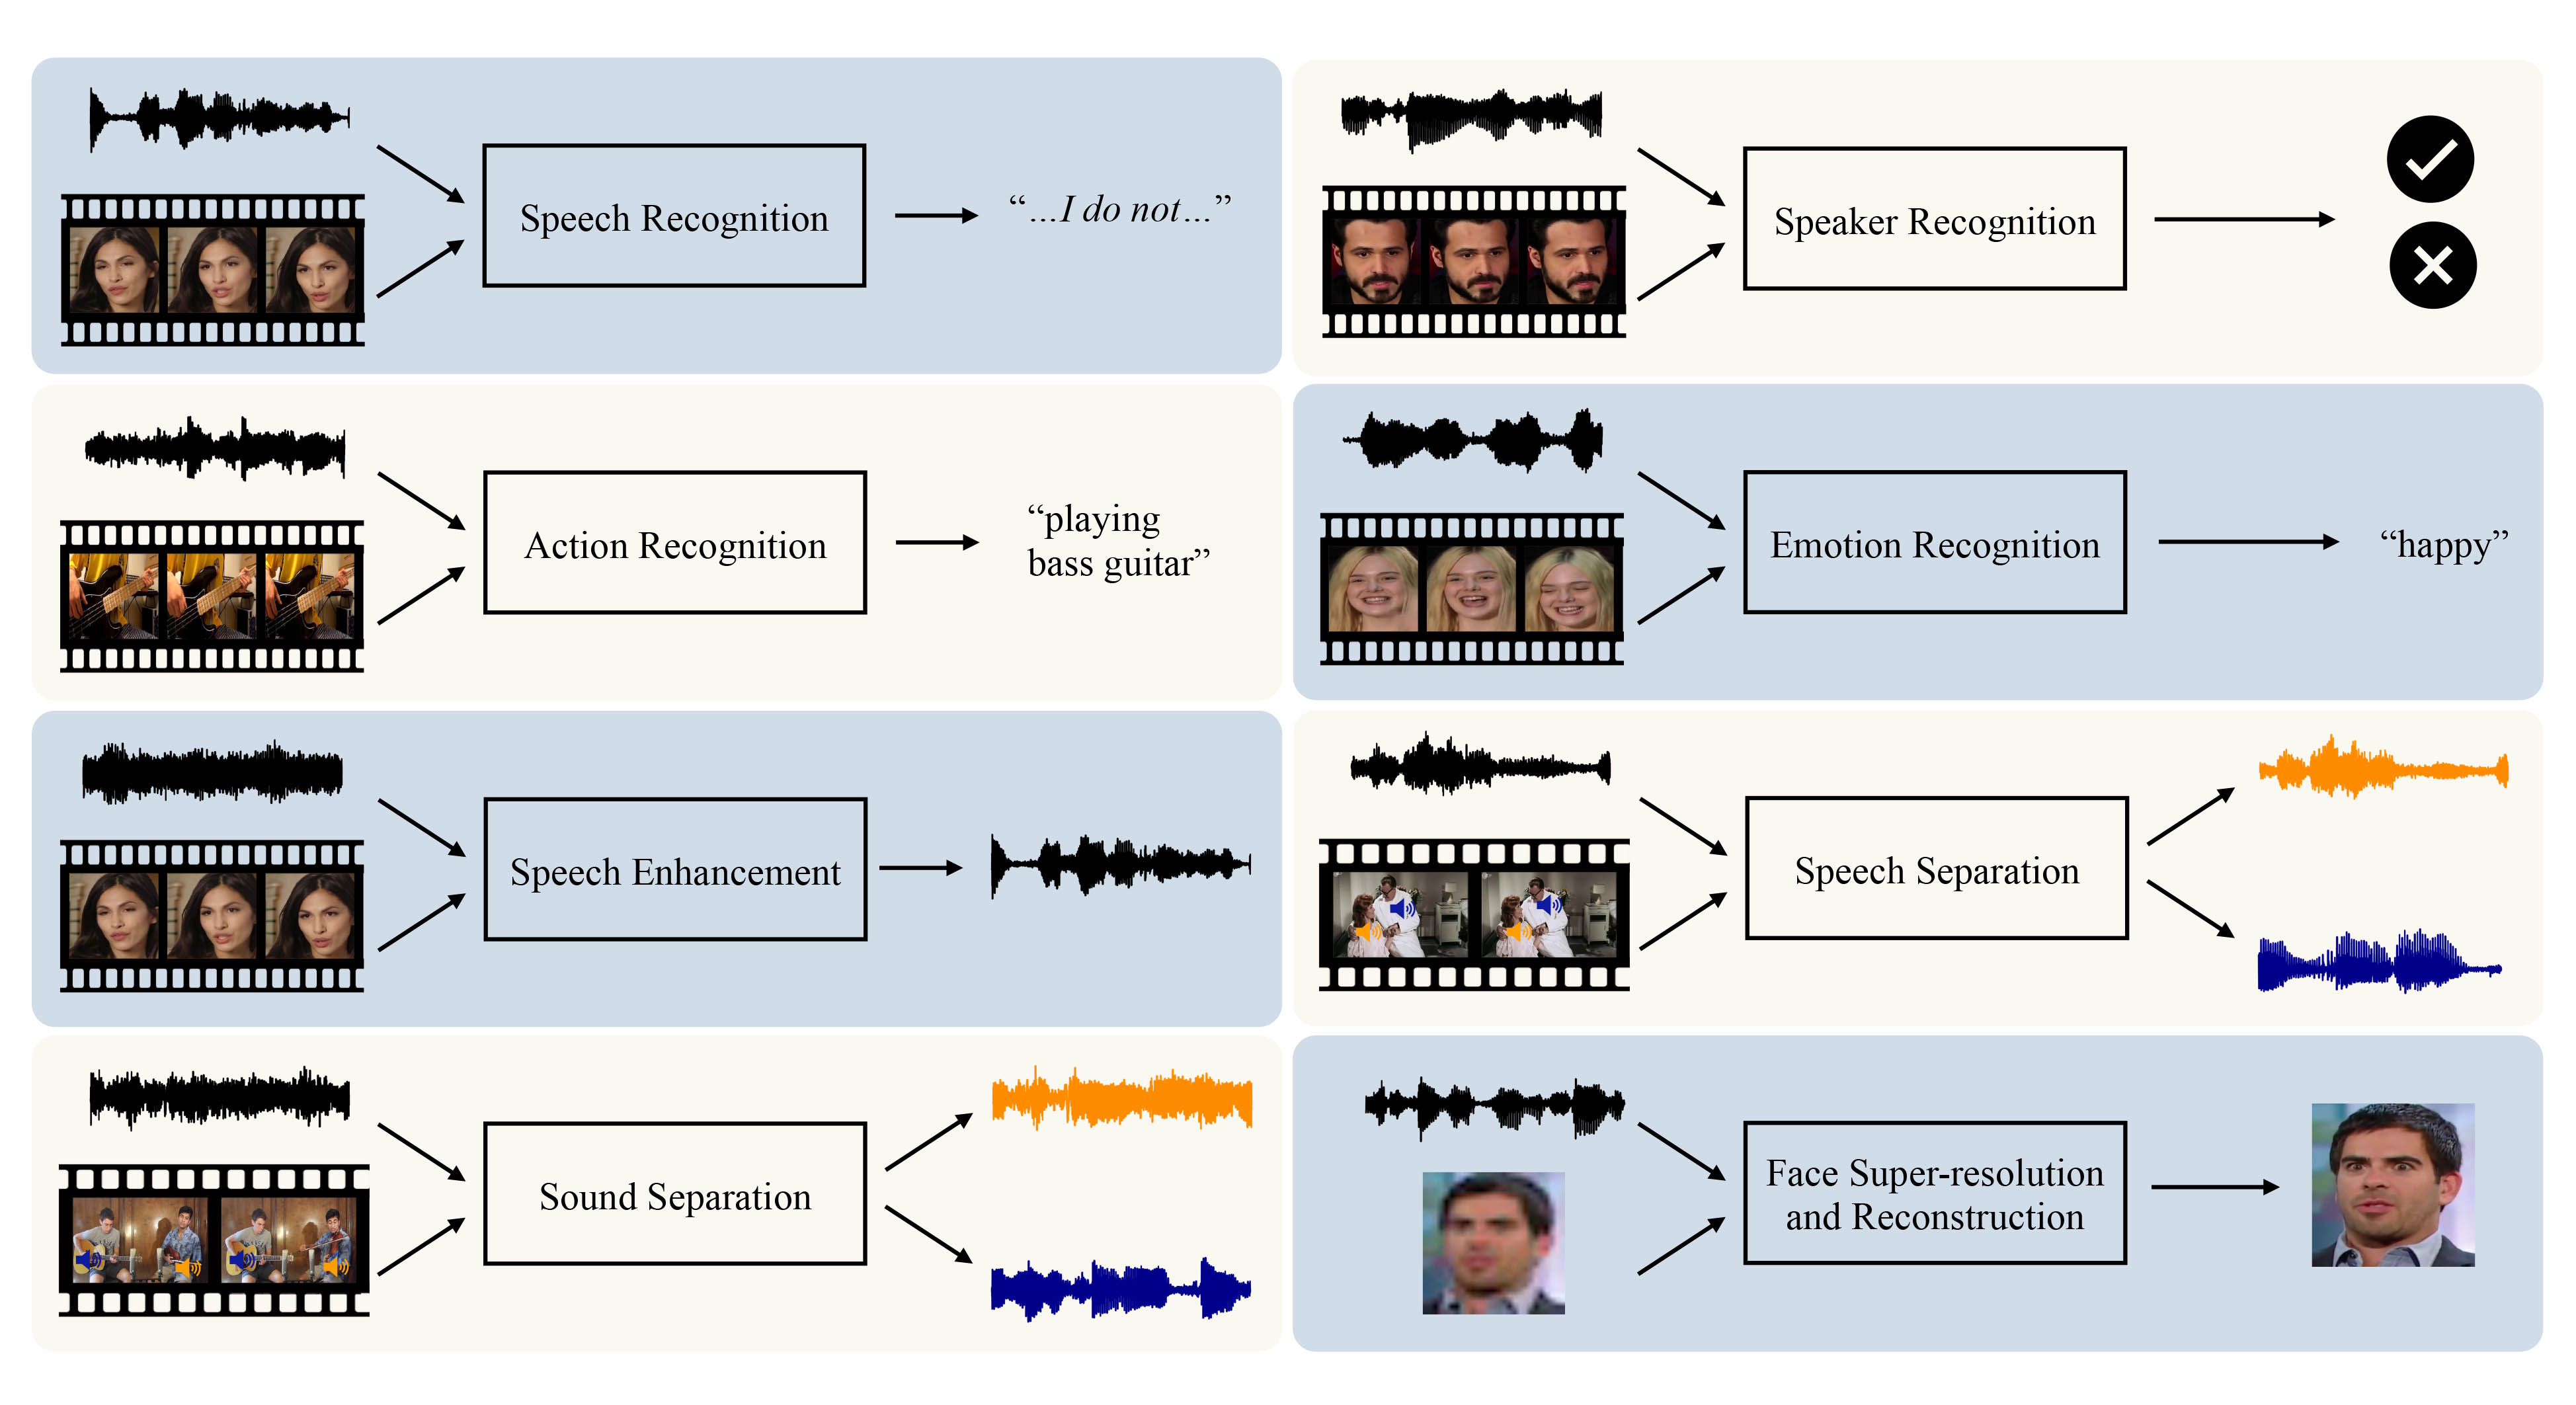 Speech Recognition
“...I do not...”
Speaker Recognition
Action Recognition
“playing
bass guitar”
Emotion Recognition
“happy”
Speech Enhancement
Speech Separation
Sound Separation
Face Super-resolution
and Reconstruction